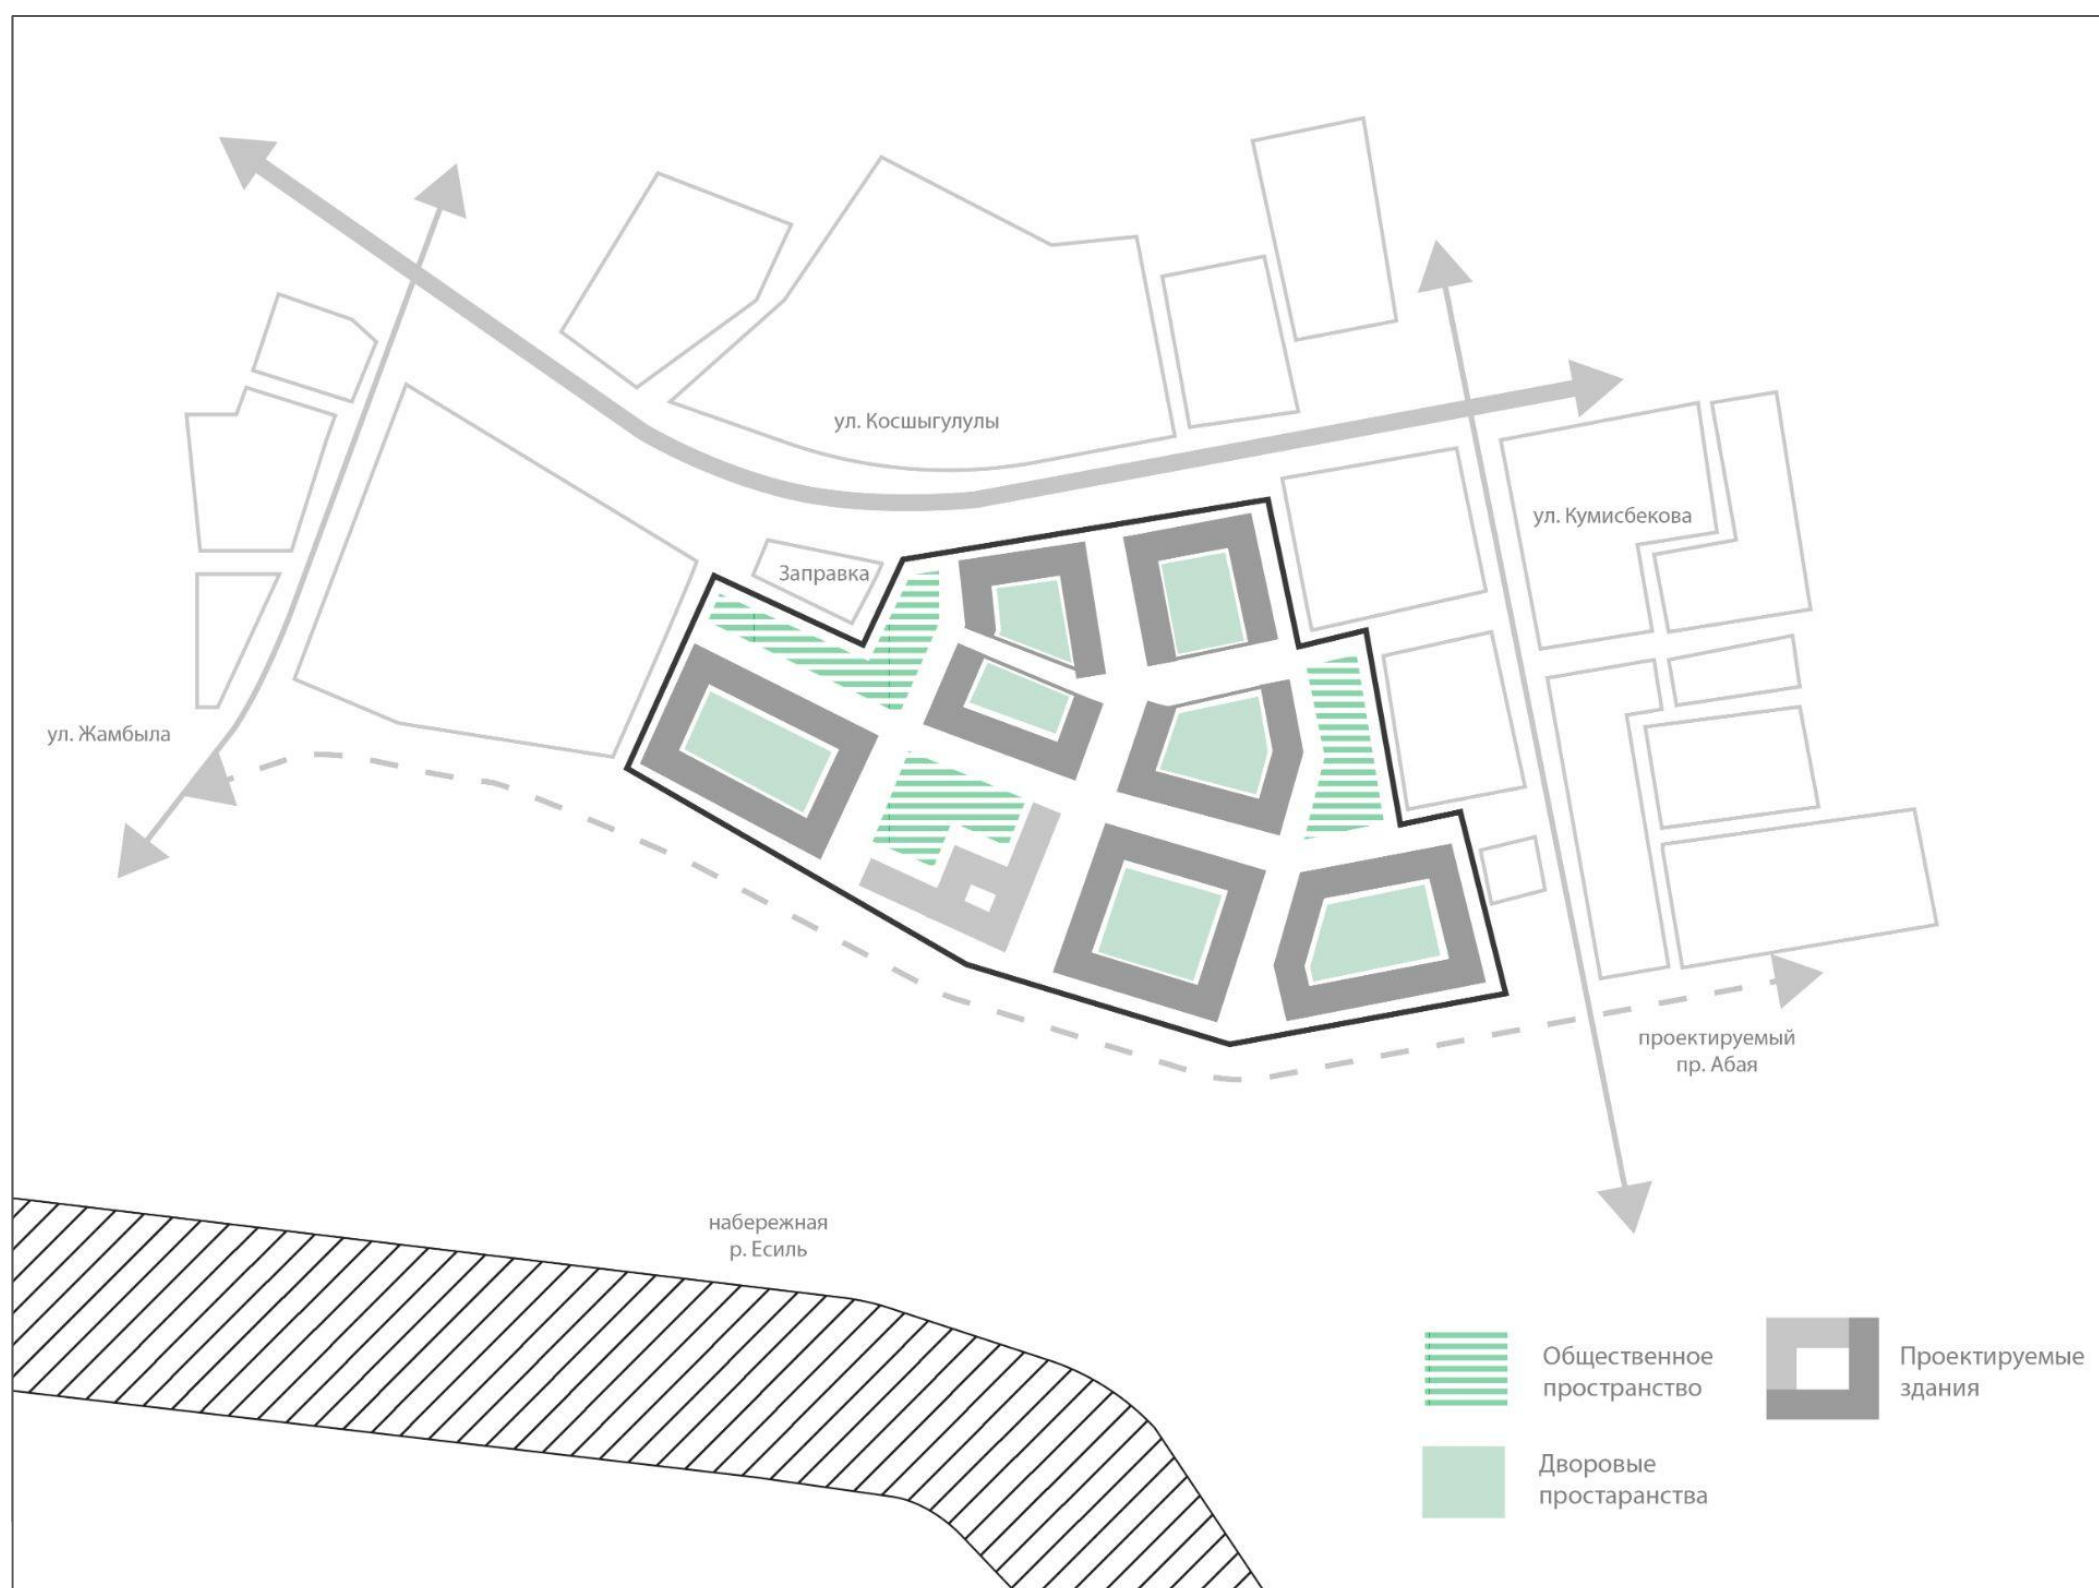 ул. Косшыгулулы
ул. Кумисбекова
Заправка
ул. Жамбыла
проектируемый
пр. Абая
набережная
р. Есиль
Общественное
пространство
Проектируемые
здания
Дворовые
простаранства